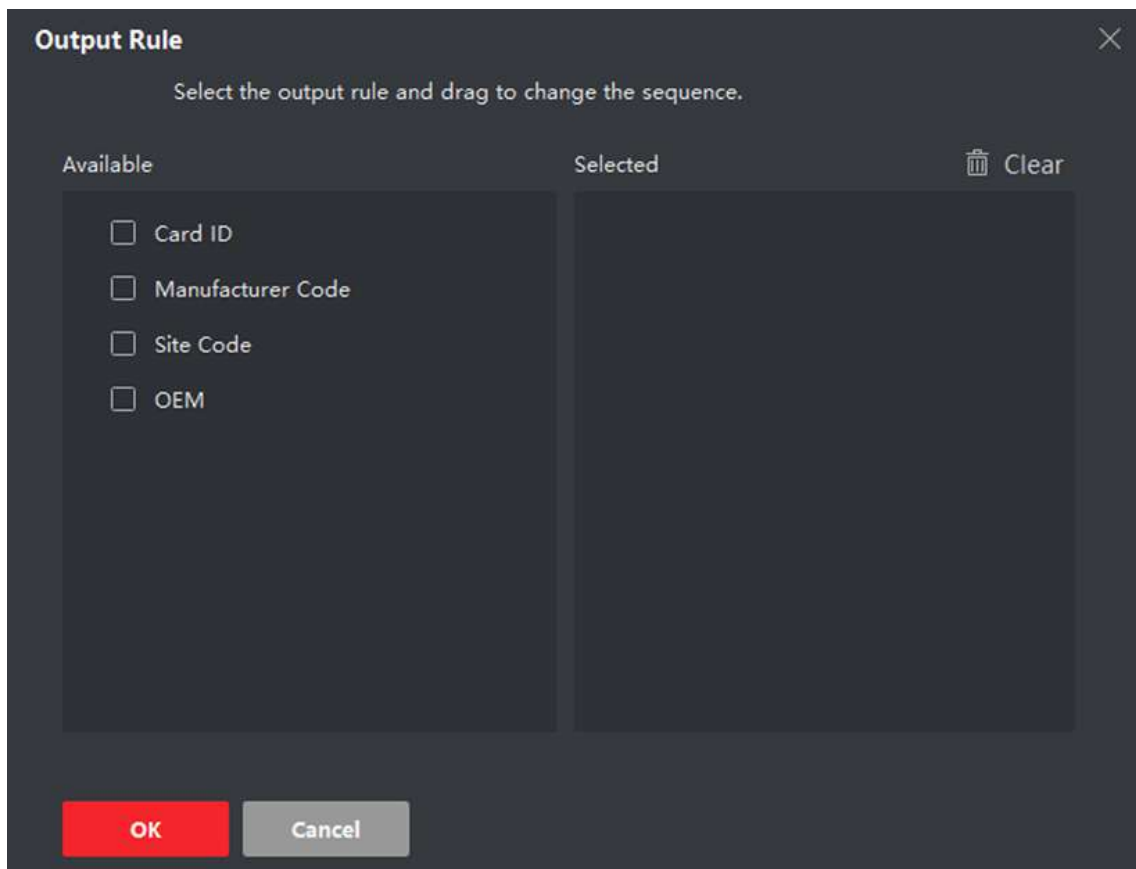 Output Rule
Select the output rule and drag to change the sequence.
Available
Selected
Clear
Card ID
Manufacturer Code
Site Code
OEM
OK
Cancel